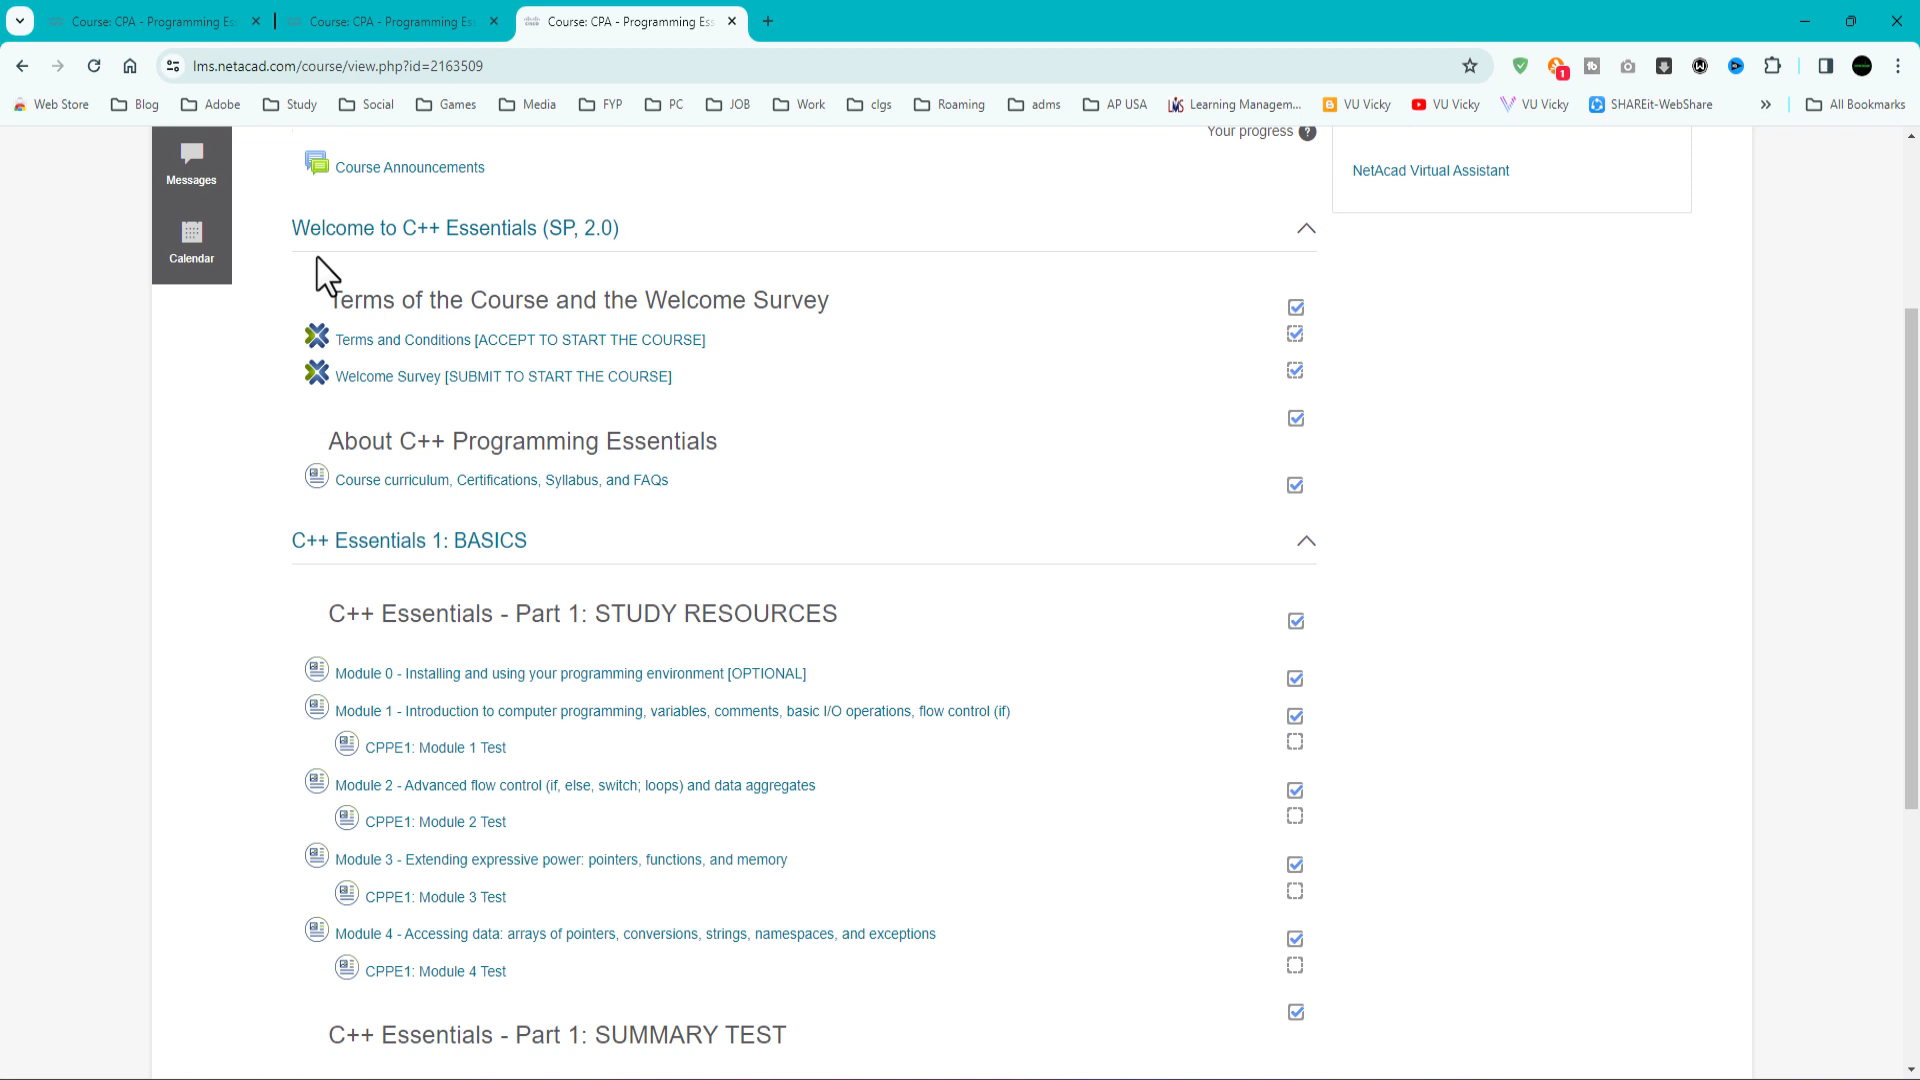 Course: CPA - Programming Es
Course: CPA - Programming Es
Course: CPA - Programming Ess
lms.netacad.com/course/view.php?id=2163509
1
Web Store
Blog
Adobe
Study
Social
Games
Media
FYP
PC
JOB
Work
clgs
Roaming
adms
AP USA
Learning Managem...
VU Vicky
VU Vicky
VU Vicky
SHAREit-WebShare
All Bookmarks
Messages
Calendar
Your progress
Course Announcements
NetAcad Virtual Assistant
Welcome to C++ Essentials (SP, 2.0)
Terms of the Course and the Welcome Survey
Terms and Conditions [ACCEPT TO START THE COURSE]
Welcome Survey [SUBMIT TO START THE COURSE]
About C++ Programming Essentials
Course curriculum, Certifications, Syllabus, and FAQs
C++ Essentials 1: BASICS
C++ Essentials - Part 1: STUDY RESOURCES
Module 0 - Installing and using your programming environment [OPTIONAL]
Module 1 - Introduction to computer programming, variables, comments, basic I/O operations, flow control (if)
CPPE1: Module 1 Test
Module 2 - Advanced flow control (if, else, switch; loops) and data aggregates
CPPE1: Module 2 Test
Module 3 - Extending expressive power: pointers, functions, and memory
CPPE1: Module 3 Test
Module 4 - Accessing data: arrays of pointers, conversions, strings, namespaces, and exceptions
CPPE1: Module 4 Test
C++ Essentials - Part 1: SUMMARY TEST